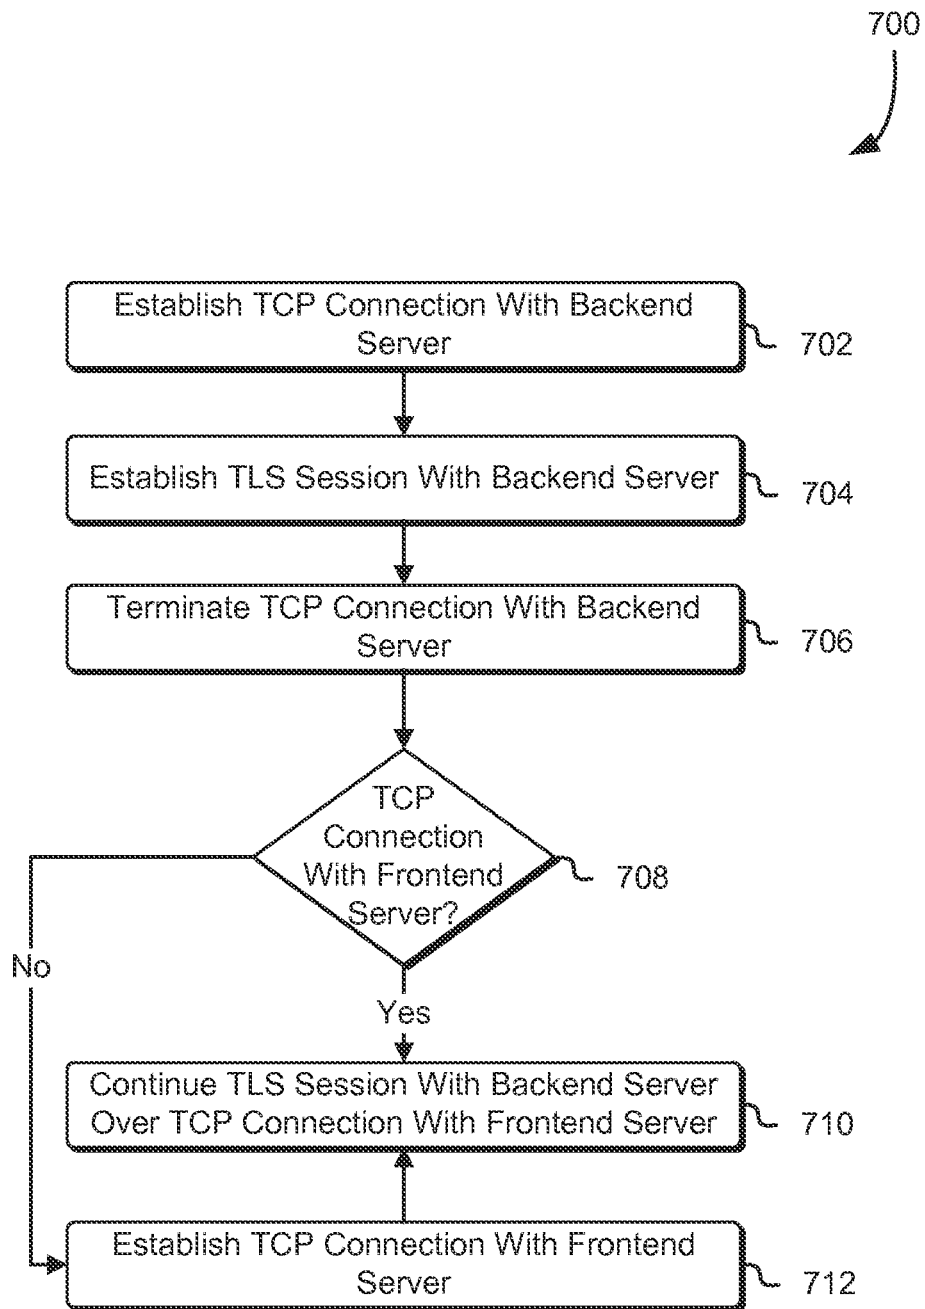 700
Establish TCP Connection With Backend
Server
702
Establish TLS Session With Backend Server
704
Terminate TCP Connection With Backend
Server
706
TCP
Connection
With Frontend
Server?
708
No
Yes
Continue TLS Session With Backend Server
Over TCP Connection With Frontend Server
710
Establish TCP Connection With Frontend
Server
712